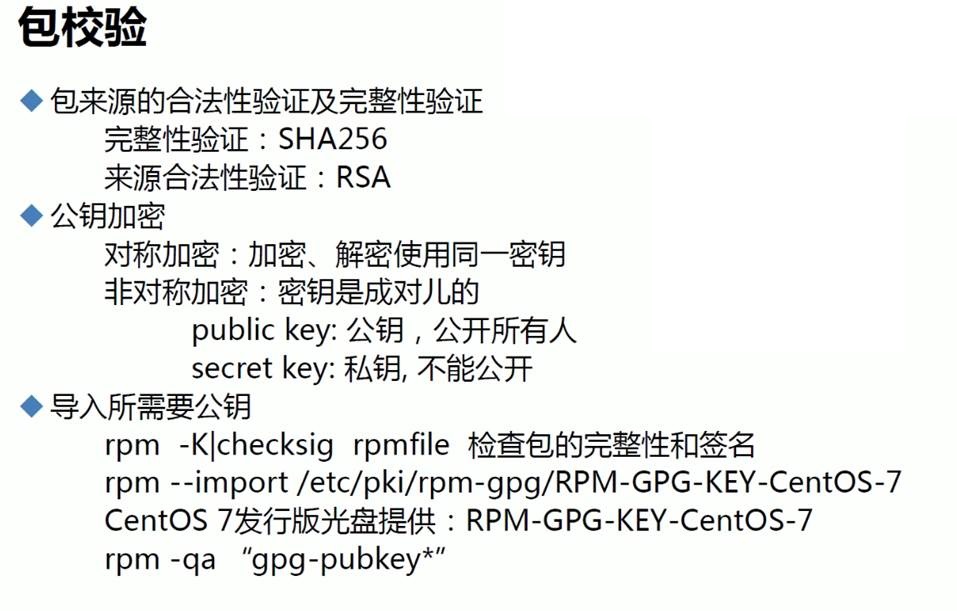 包校验
◆ 包来源的合法性验证及完整性验证
完整性验证：SHA256
来源合法性验证：RSA
◆ 公钥加密
对称加密：加密、解密使用同一密钥
非对称加密：密钥是成对儿的
public key: 公钥，公开所有人
secret key: 私钥, 不能公开
◆ 导入所需要公钥
rpm -K|checksig rpmfile 检查包的完整性和签名
rpm --import /etc/pki/rpm-gpg/RPM-GPG-KEY-CentOS-7
CentOS 7发行版光盘提供：RPM-GPG-KEY-CentOS-7
rpm -qa “gpg-pubkey*”